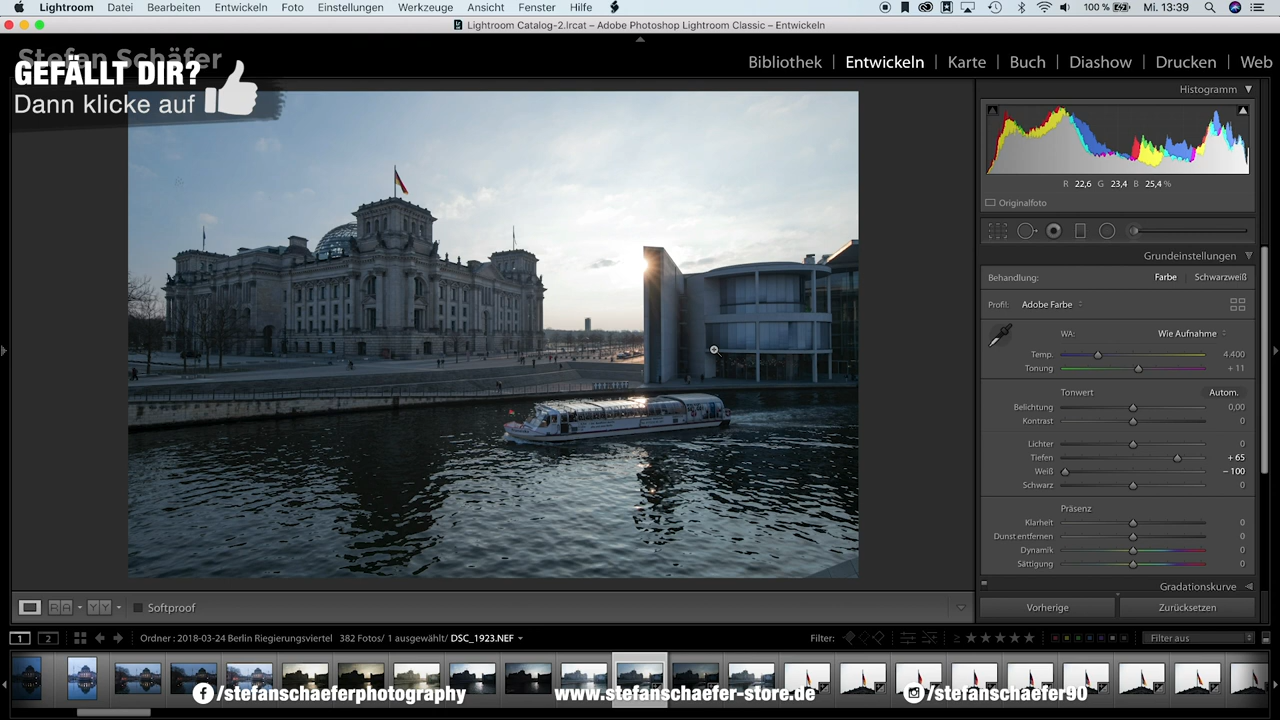 Lightroom Datei Bearbeiten Entwickeln Foto Einstellungen Werkzeuge Ansicht Fenster Hilfe 100 % Mi. 13:39
Lightroom Catalog-2.lrcat – Adobe Photoshop Lightroom Classic – Entwickeln
Stefan Schäfer
GEFÄLLT DIR?
Dann klicke auf
Bibliothek | Entwickeln | Karte | Buch | Diashow | Drucken | Web
Histogramm
R 22,6 G 23,4 B 25,4 %
Originalfoto
Grundeinstellungen
Behandlung: Farbe Schwarzweiß
Profil: Adobe Farbe
WA: Wie Aufnahme
Temp. 4.400
Tonung + 11
Tonwert Autom.
Belichtung 0,00
Kontrast 0
Lichter 0
Tiefen + 65
Weiß – 100
Schwarz 0
Präsenz
Klarheit 0
Dunst entfernen 0
Dynamik 0
Sättigung 0
Gradationskurve
Vorherige Zurücksetzen
RA YY Softproof
1 2 Ordner : 2018-03-24 Berlin Riegierungsviertel 382 Fotos/ 1 ausgewählt/ DSC_1923.NEF Filter: ≥ Filter aus
/stefanschaeferphotography www.stefanschaefer-store.de /stefanschaefer90